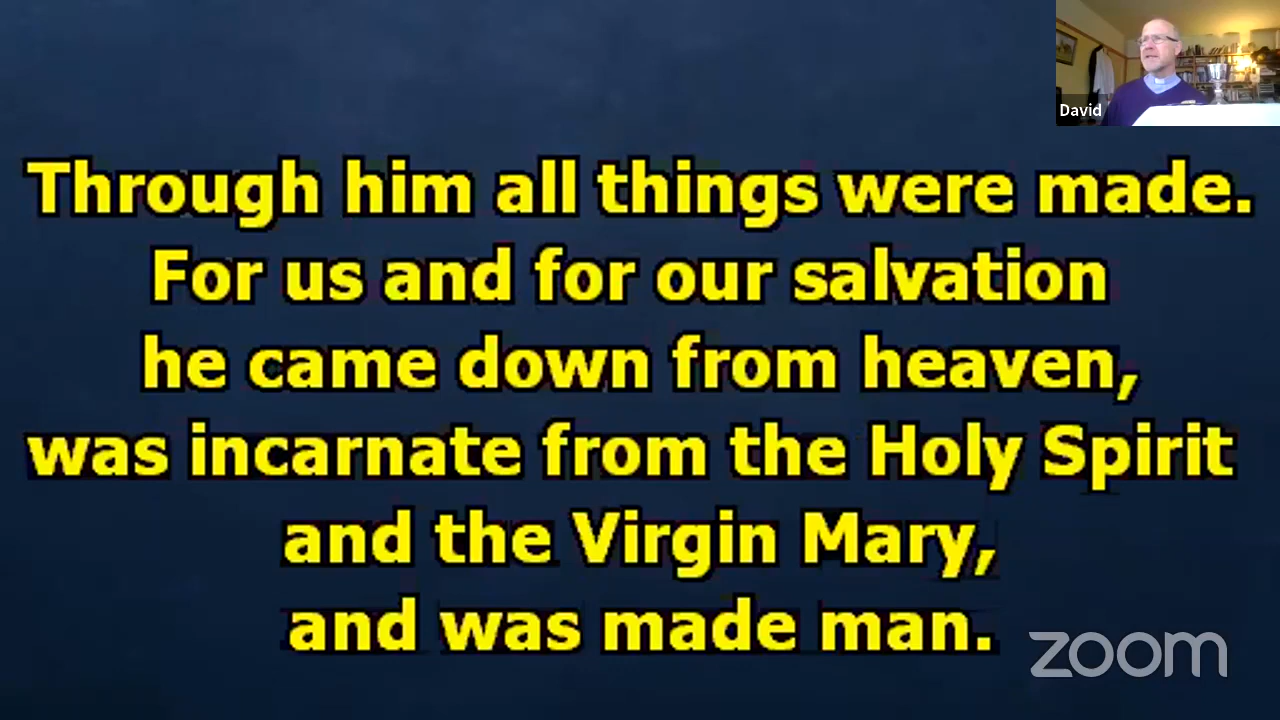 David
Through him all things were made.
For us and for our salvation
he came down from heaven,
was incarnate from the Holy Spirit
and the Virgin Mary,
and was made man.
zoom